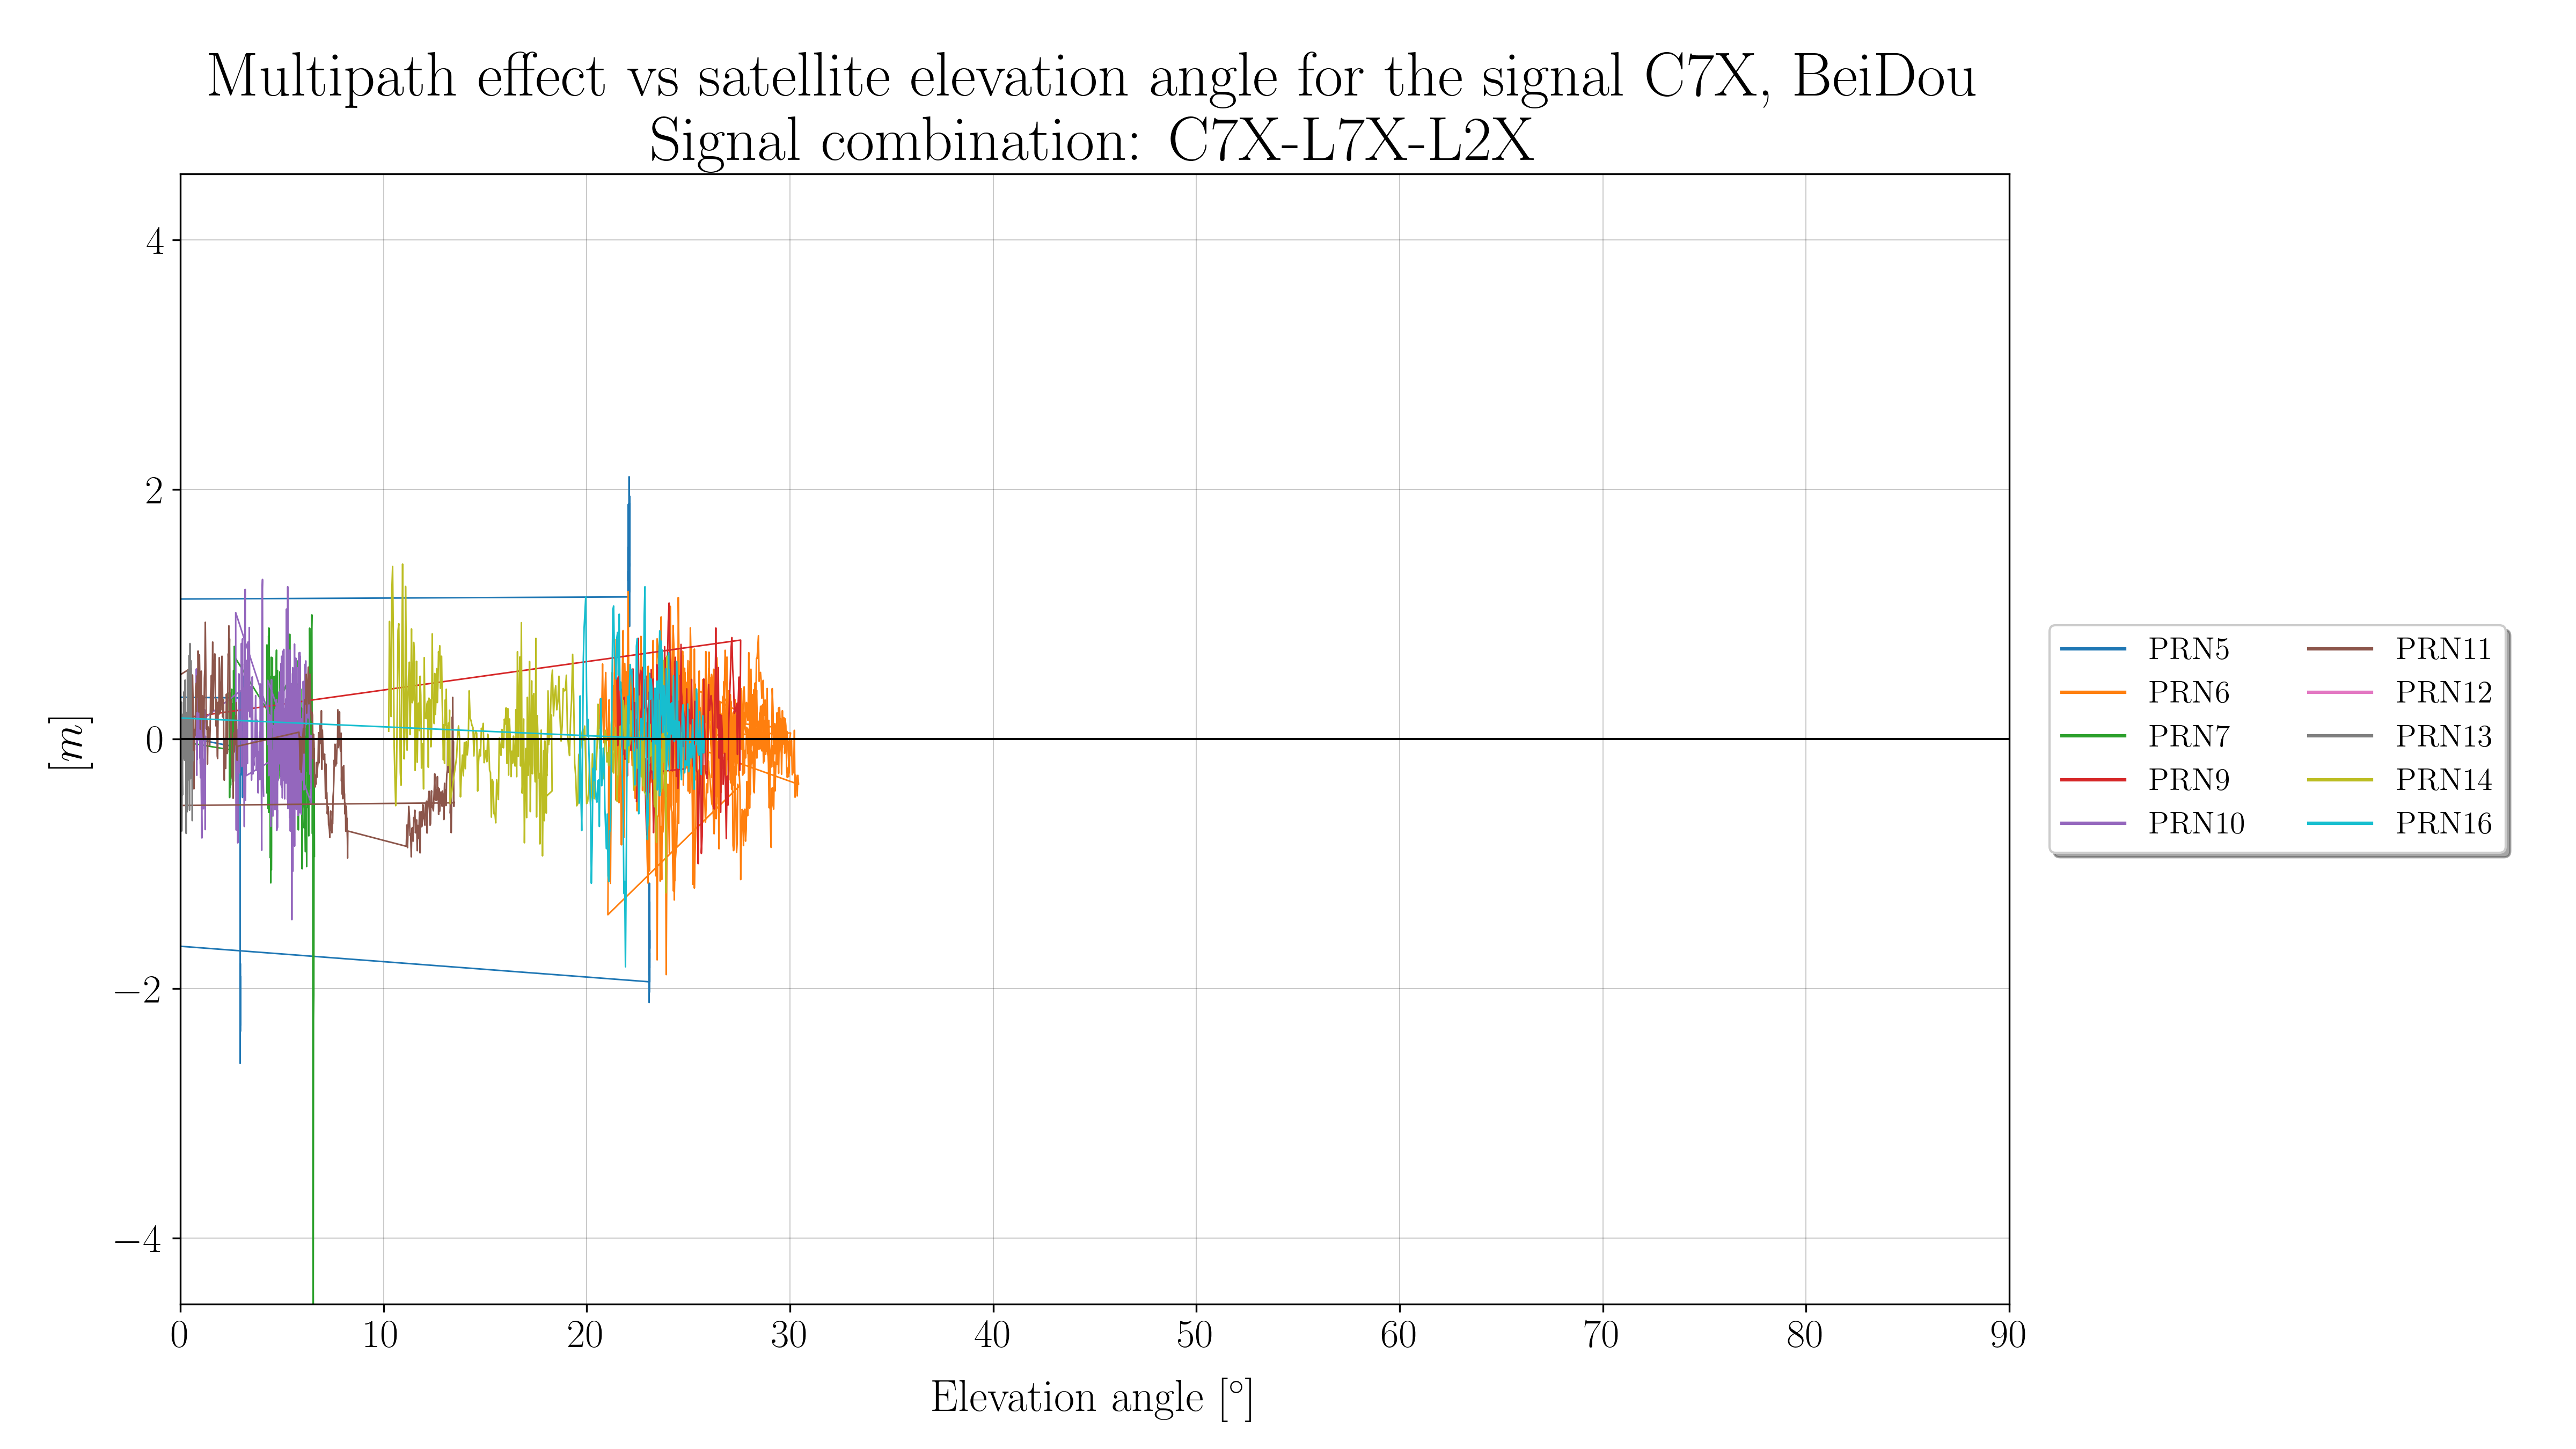 Multipath effect vs satellite elevation angle for the signal C7X, BeiDou
Signal combination: C7X-L7X-L2X
4
2
0
−2
−4
[m]
0 10 20 30 40 50 60 70 80 90
Elevation angle [°]
PRN5 PRN11
PRN6 PRN12
PRN7 PRN13
PRN9 PRN14
PRN10 PRN16